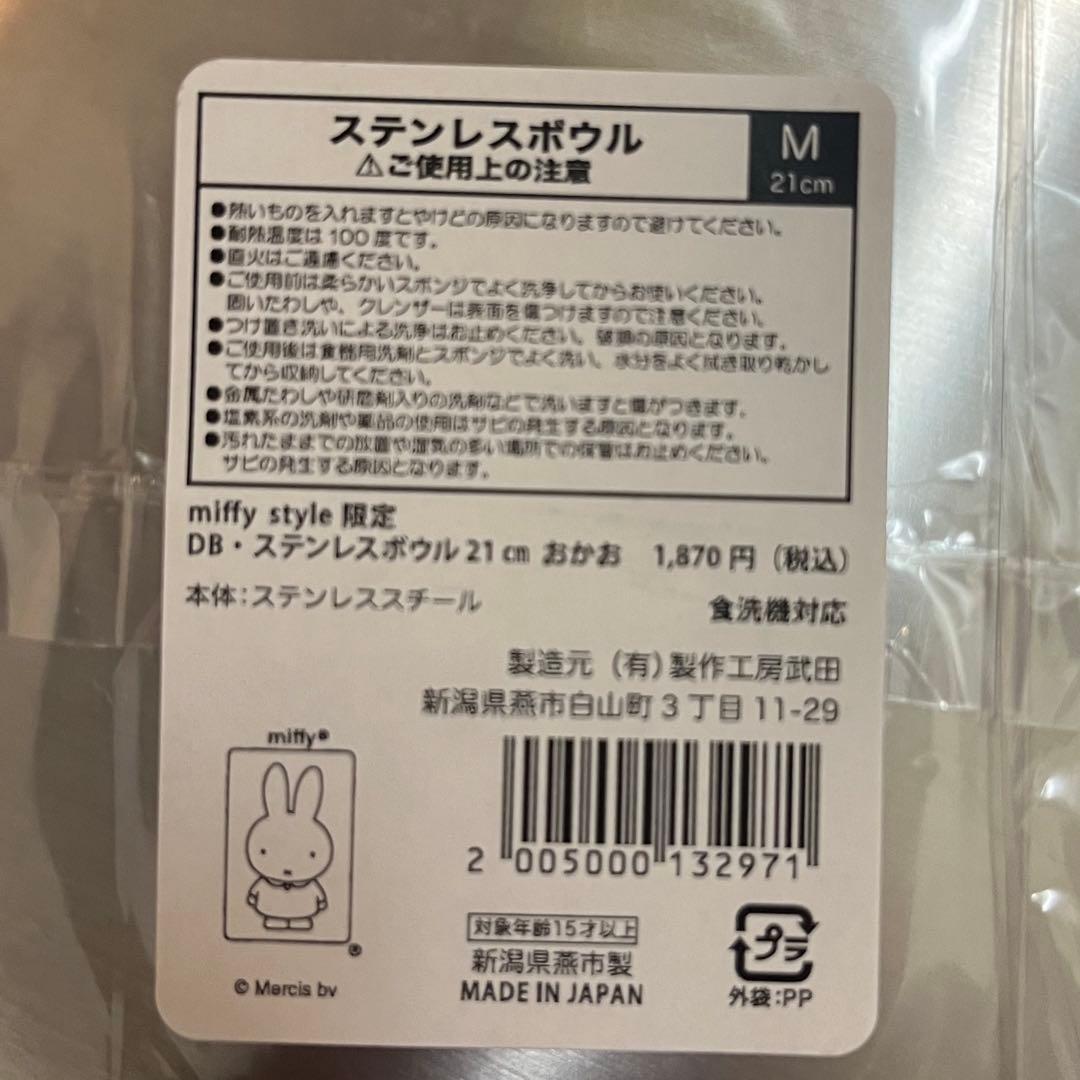 ステンレスボウル
⚠ご使用上の注意
M
21cm
●熱いものを入れますとやけどの原因になりますので避けてください。
●耐熱温度は100度です。
●直火はご遠慮ください。
●ご使用前は柔らかいスポンジでよく洗浄してからお使いください。
固いたわしや、クレンザーは表面を傷つけますので注意ください。
●つけ置き洗いによる洗浄はお止めください。破損の原因となります。
●ご使用後は食器用洗剤とスポンジでよく洗い、水分をよく拭き取り乾かし
てから収納してください。
●金属たわしや研磨剤入りの洗剤などで洗いますと傷がつきます。
●塩素系の洗剤や薬品の使用はサビの発生する原因となります。
●汚れたままでの放置や湿気の多い場所での保管はお止めください。
サビの発生する原因となります。
miffy style 限定
DB・ステンレスボウル21㎝ おかお 1,870円(税込)
本体:ステンレススチール 食洗機対応
製造元 (有)製作工房武田
新潟県燕市白山町3丁目11-29
miffy®
®
© Mercis bv
2 005000 132971
対象年齢15才以上
新潟県燕市製
MADE IN JAPAN
プラ
外袋:PP